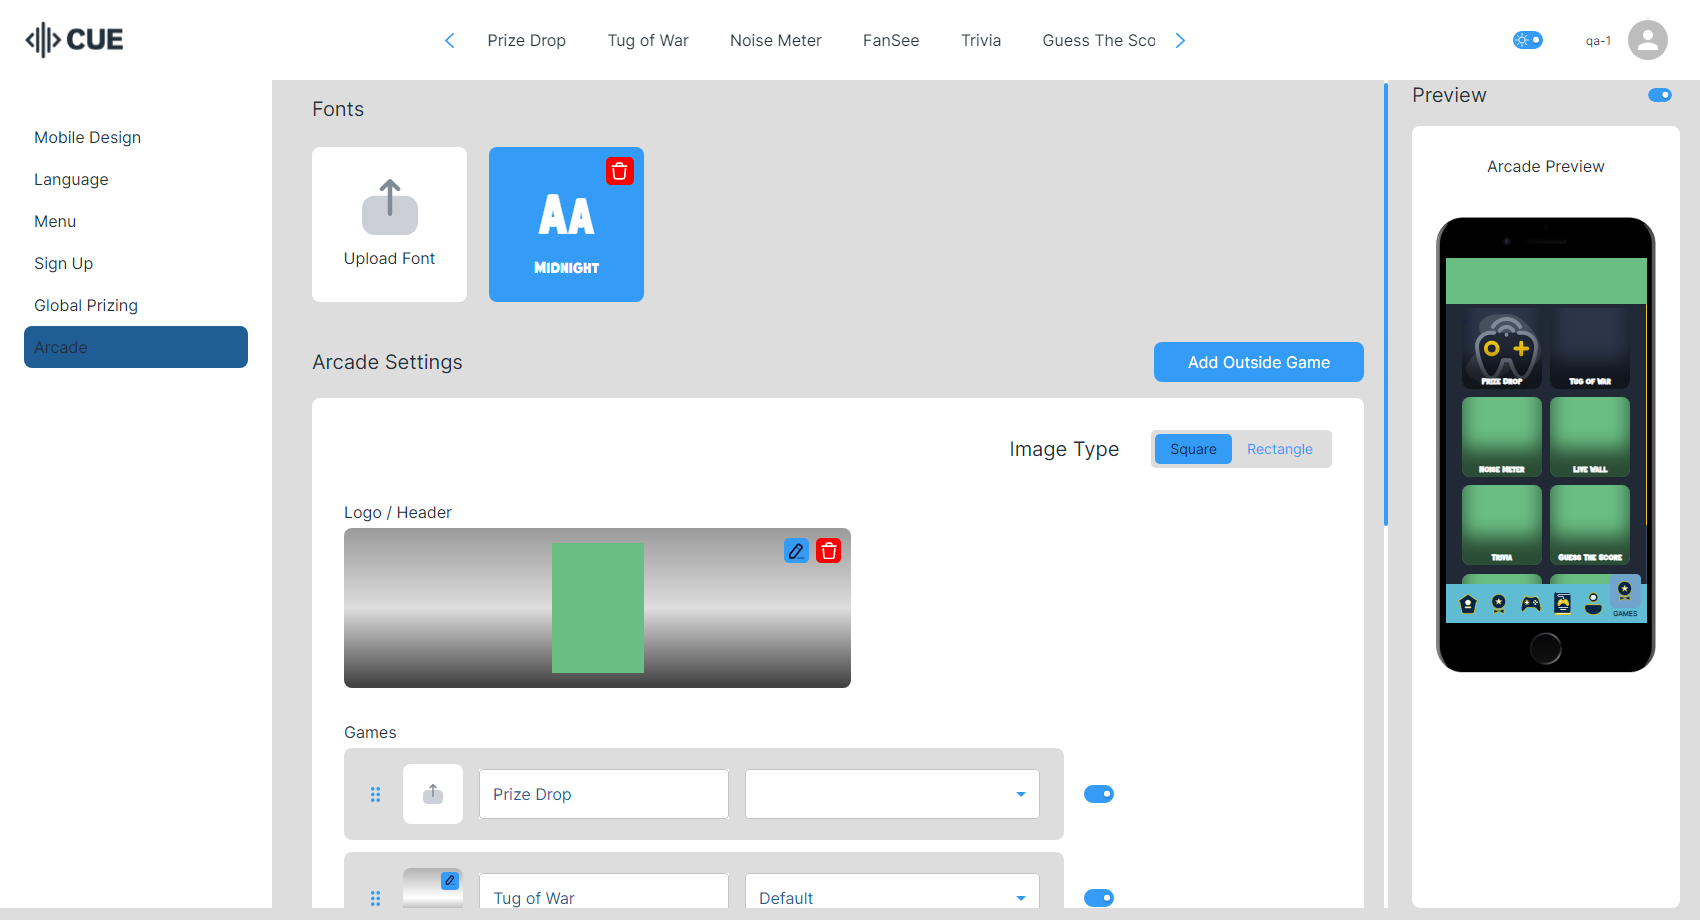 CUE
Prize Drop
Tug of War
Noise Meter
FanSee
Trivia
Guess The Sco
qa-1
Mobile Design
Language
Menu
Sign Up
Global Prizing
Arcade
Fonts
Upload Font
AA
MIDNIGHT
Arcade Settings
Add Outside Game
Image Type
Square
Rectangle
Logo / Header
Games
Prize Drop
Tug of War
Default
Preview
Arcade Preview
PRIZE DROP
TUG OF WAR
NOISE METER
LIVE WALL
TRIVIA
GUESS THE SCORE
GAMES